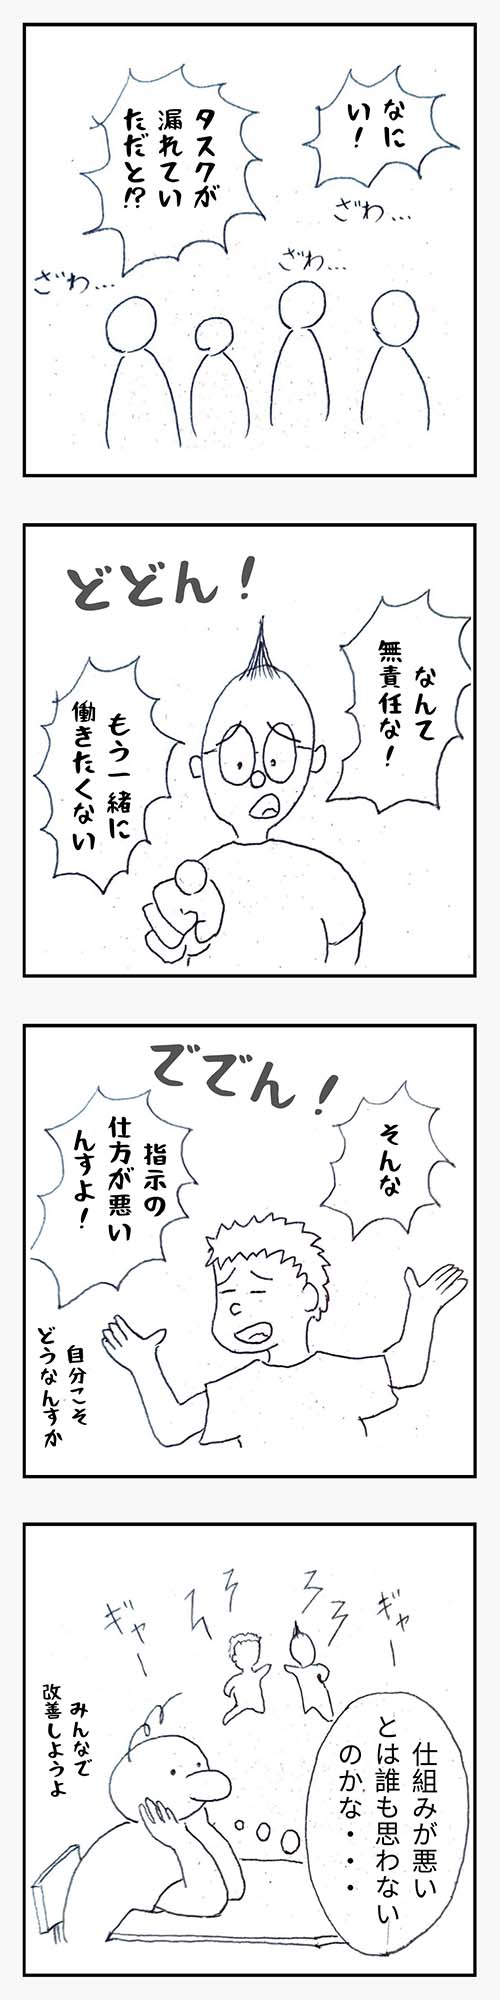 なに
い！
タスクが
漏れてい
ただと!?
ざわ…
ざわ…
ざわ…
どどん！
なんて
無責任な！
もう一緒に
働きたくない
ででん！
そんな
指示の
仕方が悪い
んすよ！
自分こそ
どうなんすか
ギャー
ギャー
みんなで
改善しようよ
仕組みが悪い
とは誰も思わない
のかな・・・